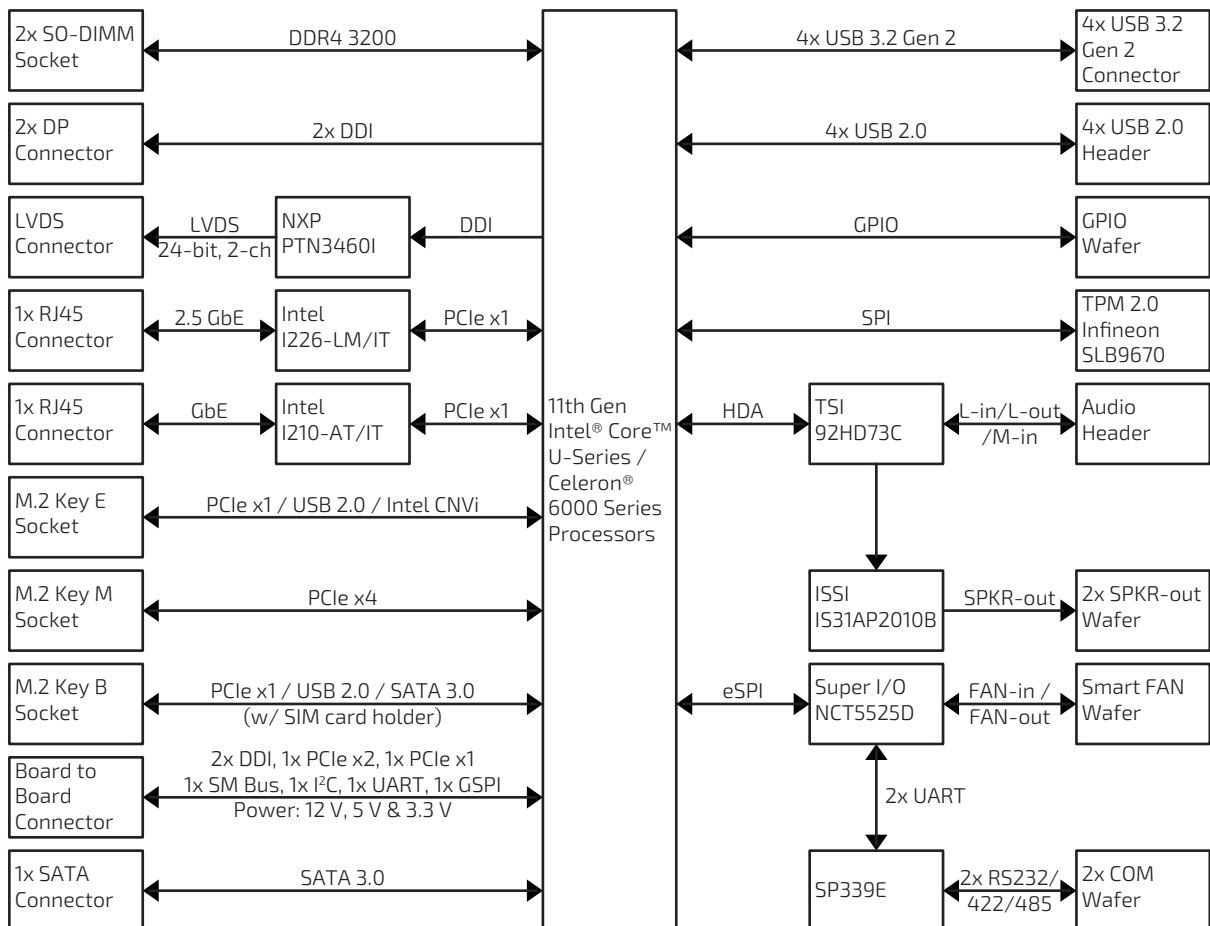 2x SO-DIMM
Socket
DDR4 3200
2x DP
Connector
2x DDI
LVDS
Connector
LVDS
24-bit, 2-ch
NXP
PTN3460I
DDI
1x RJ45
Connector
2.5 GbE
Intel
I226-LM/IT
PCIe x1
1x RJ45
Connector
GbE
Intel
I210-AT/IT
PCIe x1
M.2 Key E
Socket
PCIe x1 / USB 2.0 / Intel CNVi
M.2 Key M
Socket
PCIe x4
M.2 Key B
Socket
PCIe x1 / USB 2.0 / SATA 3.0
(w/ SIM card holder)
Board to
Board
Connector
2x DDI, 1x PCIe x2, 1x PCIe x1
1x SM Bus, 1x I²C, 1x UART, 1x GSPI
Power: 12 V, 5 V & 3.3 V
1x SATA
Connector
SATA 3.0
11th Gen
Intel® Core™
U-Series /
Celeron®
6000 Series
Processors
4x USB 3.2 Gen 2
4x USB 3.2
Gen 2
Connector
4x USB 2.0
4x USB 2.0
Header
GPIO
GPIO
Wafer
SPI
TPM 2.0
Infineon
SLB9670
HDA
TSI
92HD73C
L-in/L-out
/M-in
Audio
Header
ISSI
IS31AP2010B
SPKR-out
2x SPKR-out
Wafer
eSPI
Super I/O
NCT5525D
FAN-in /
FAN-out
Smart FAN
Wafer
2x UART
SP339E
2x RS232/
422/485
2x COM
Wafer